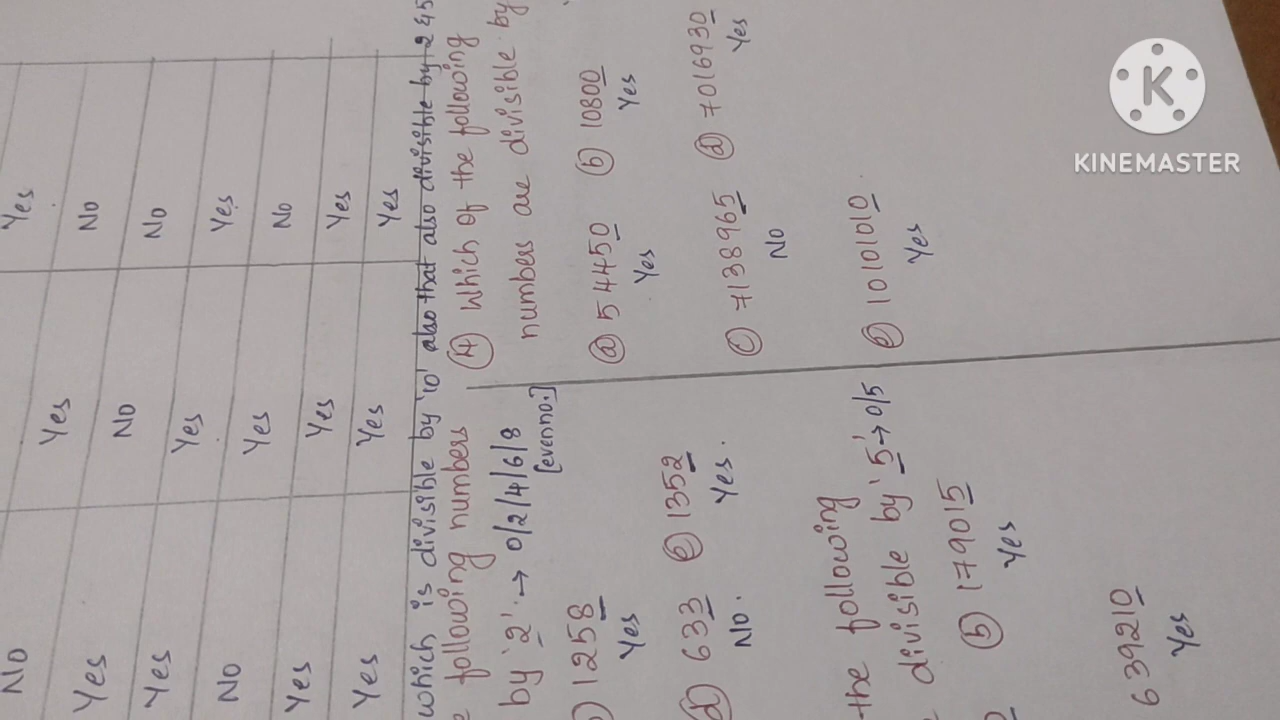 No Yes Yes
Yes No No
Yes Yes No
No Yes Yes
Yes Yes No
Yes Yes Yes
Yes
which is divisible by '10' also that also divisible by 2 & 5
following numbers
by '2' → 0/2/4/6/8
[even no.]
1258
Yes
d 633 e 1352
No. Yes.
the following
divisible by '5' → 0/5
b 179015
Yes
639210
Yes
4 Which of the following
numbers are divisible by
a 54450 b 10800
Yes Yes
c 7138965 d 7016930
No Yes
e 10101010
Yes
KINEMASTER